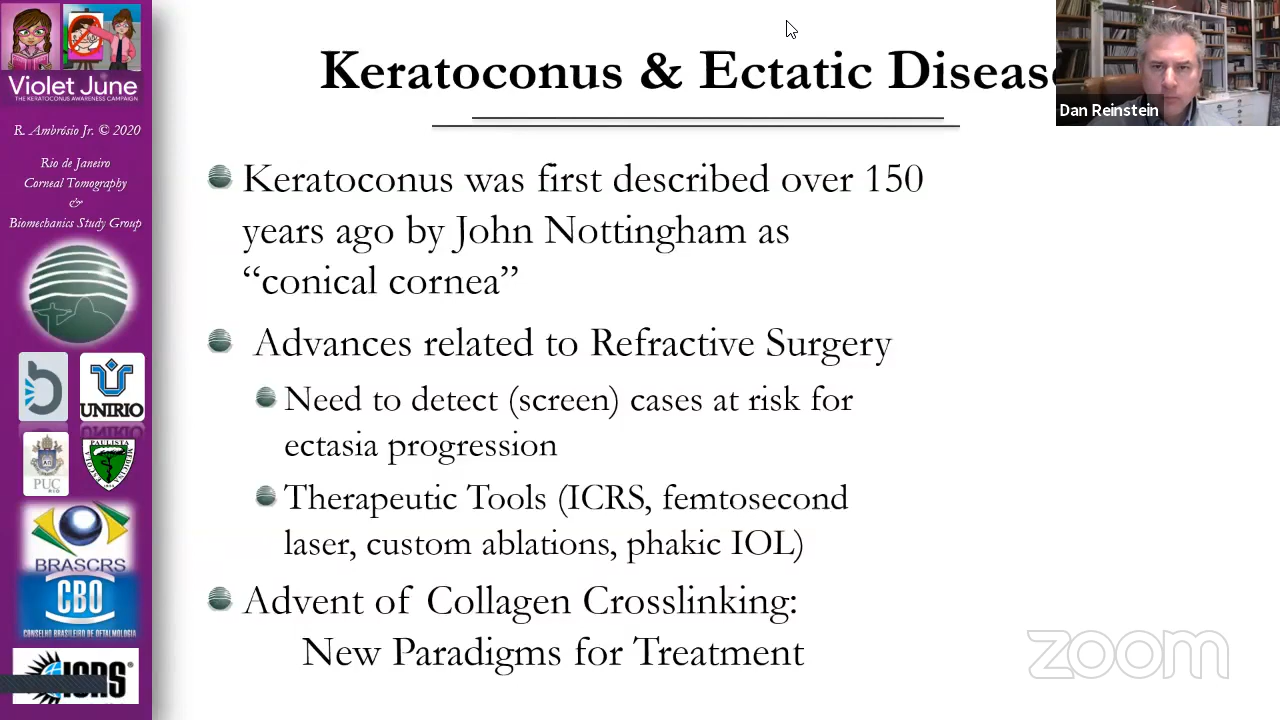 Violet June
THE KERATOCONUS AWARENESS CAMPAIGN
R. Ambrósio Jr. © 2020
Rio de Janeiro
Corneal Tomography
&
Biomechanics Study Group
UNIRIO
PUC
RIO
PAULISTA
ESCOLA
MEDICINA
BRASCRS
CBO
CONSELHO BRASILEIRO DE OFTALMOLOGIA
ICRS
Keratoconus & Ectatic Diseas
Dan Reinstein
Keratoconus was first described over 150
years ago by John Nottingham as
“conical cornea”
Advances related to Refractive Surgery
Need to detect (screen) cases at risk for
ectasia progression
Therapeutic Tools (ICRS, femtosecond
laser, custom ablations, phakic IOL)
Advent of Collagen Crosslinking:
New Paradigms for Treatment
zoom